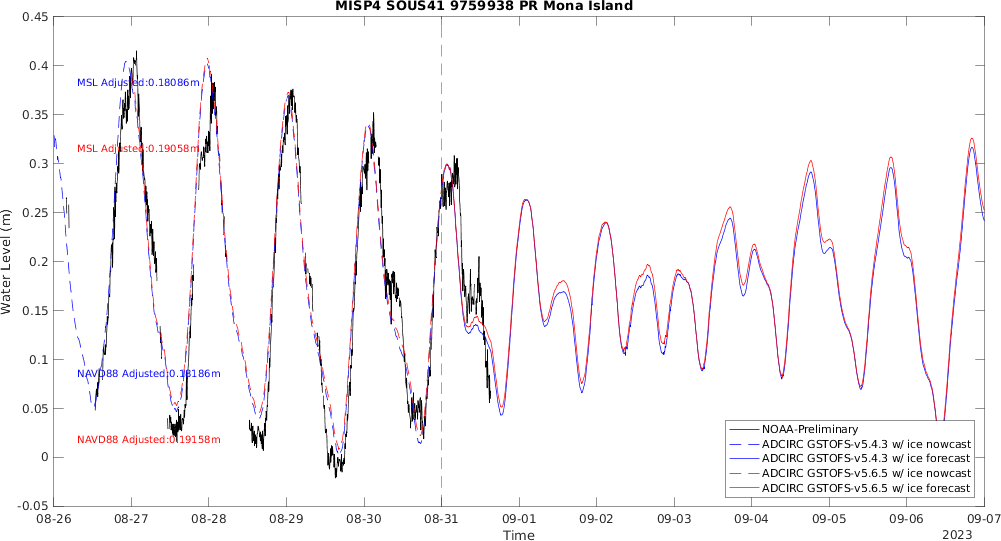 MISP4 SOUS41 9759938 PR Mona Island
0.45
0.4
0.35
0.3
0.25
0.2
0.15
0.1
0.05
0
-0.05
Water Level (m)
MSL Adjusted:0.18086m
MSL Adjusted:0.19058m
NAVD88 Adjusted:0.18186m
NAVD88 Adjusted:0.19158m
NOAA-Preliminary
ADCIRC GSTOFS-v5.4.3 w/ ice nowcast
ADCIRC GSTOFS-v5.4.3 w/ ice forecast
ADCIRC GSTOFS-v5.6.5 w/ ice nowcast
ADCIRC GSTOFS-v5.6.5 w/ ice forecast
08-26 08-27 08-28 08-29 08-30 08-31 09-01 09-02 09-03 09-04 09-05 09-06 09-07
Time
2023